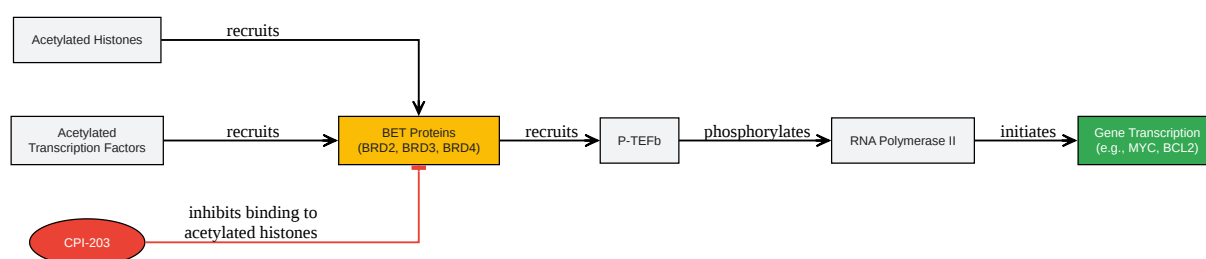 Acetylated Histones
recruits
Acetylated
Transcription Factors
recruits
BET Proteins
(BRD2, BRD3, BRD4)
recruits
P-TEFb
phosphorylates
RNA Polymerase II
initiates
Gene Transcription
(e.g., MYC, BCL2)
inhibits binding to
acetylated histones
CPI-203